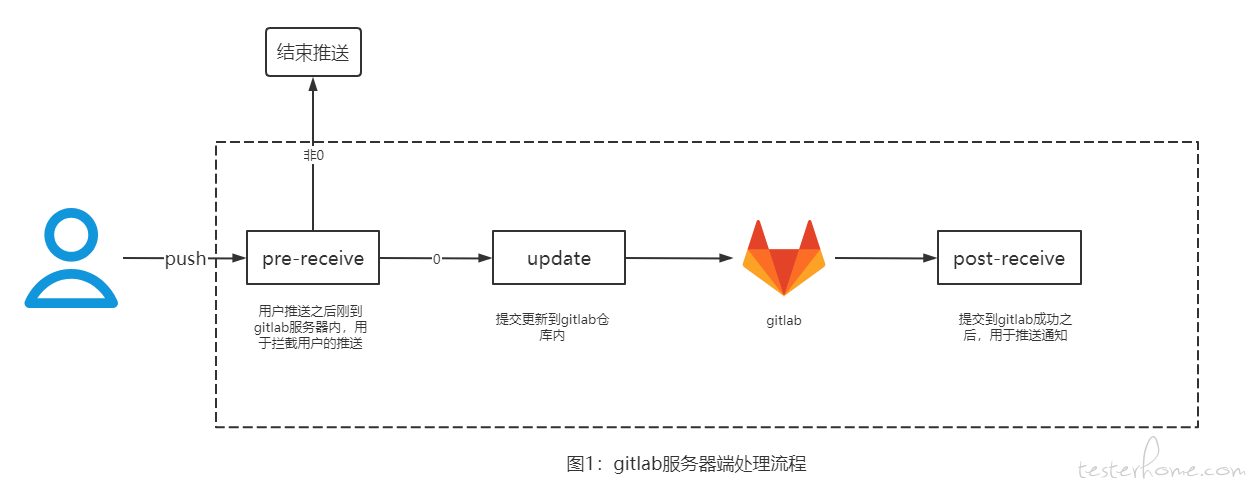 结束推送
非0
push
pre-receive
0
update
post-receive
用户推送之后刚到
gitlab服务器内，用
于拦截用户的推送
提交更新到gitlab仓
库内
gitlab
提交到gitlab成功之
后，用于推送通知
图1：gitlab服务器端处理流程
testerhome.com